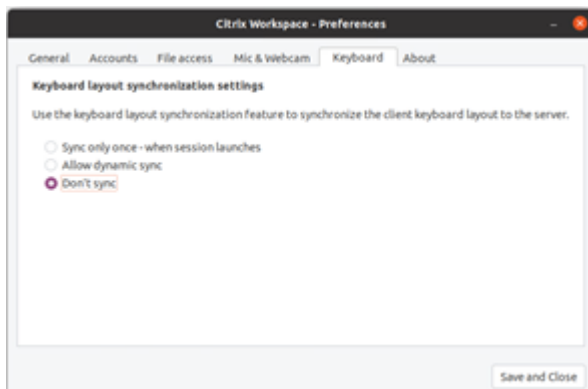 Citrix Workspace - Preferences
General Accounts File access Mic & Webcam Keyboard About
Keyboard layout synchronization settings
Use the keyboard layout synchronization feature to synchronize the client keyboard layout to the server.
Sync only once - when session launches
Allow dynamic sync
Don't sync
Save and Close